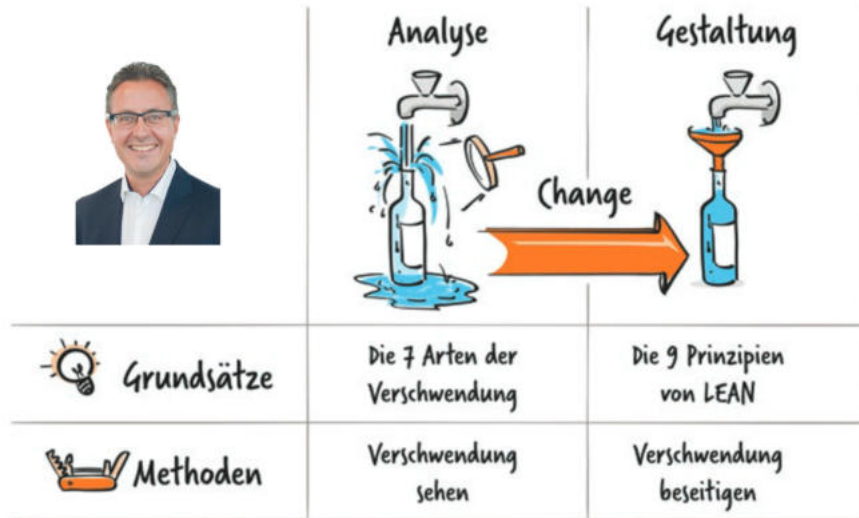 Analyse
Gestaltung
Change
Grundsätze
Die 7 Arten der
Verschwendung
Die 9 Prinzipien
von LEAN
Methoden
Verschwendung
sehen
Verschwendung
beseitigen